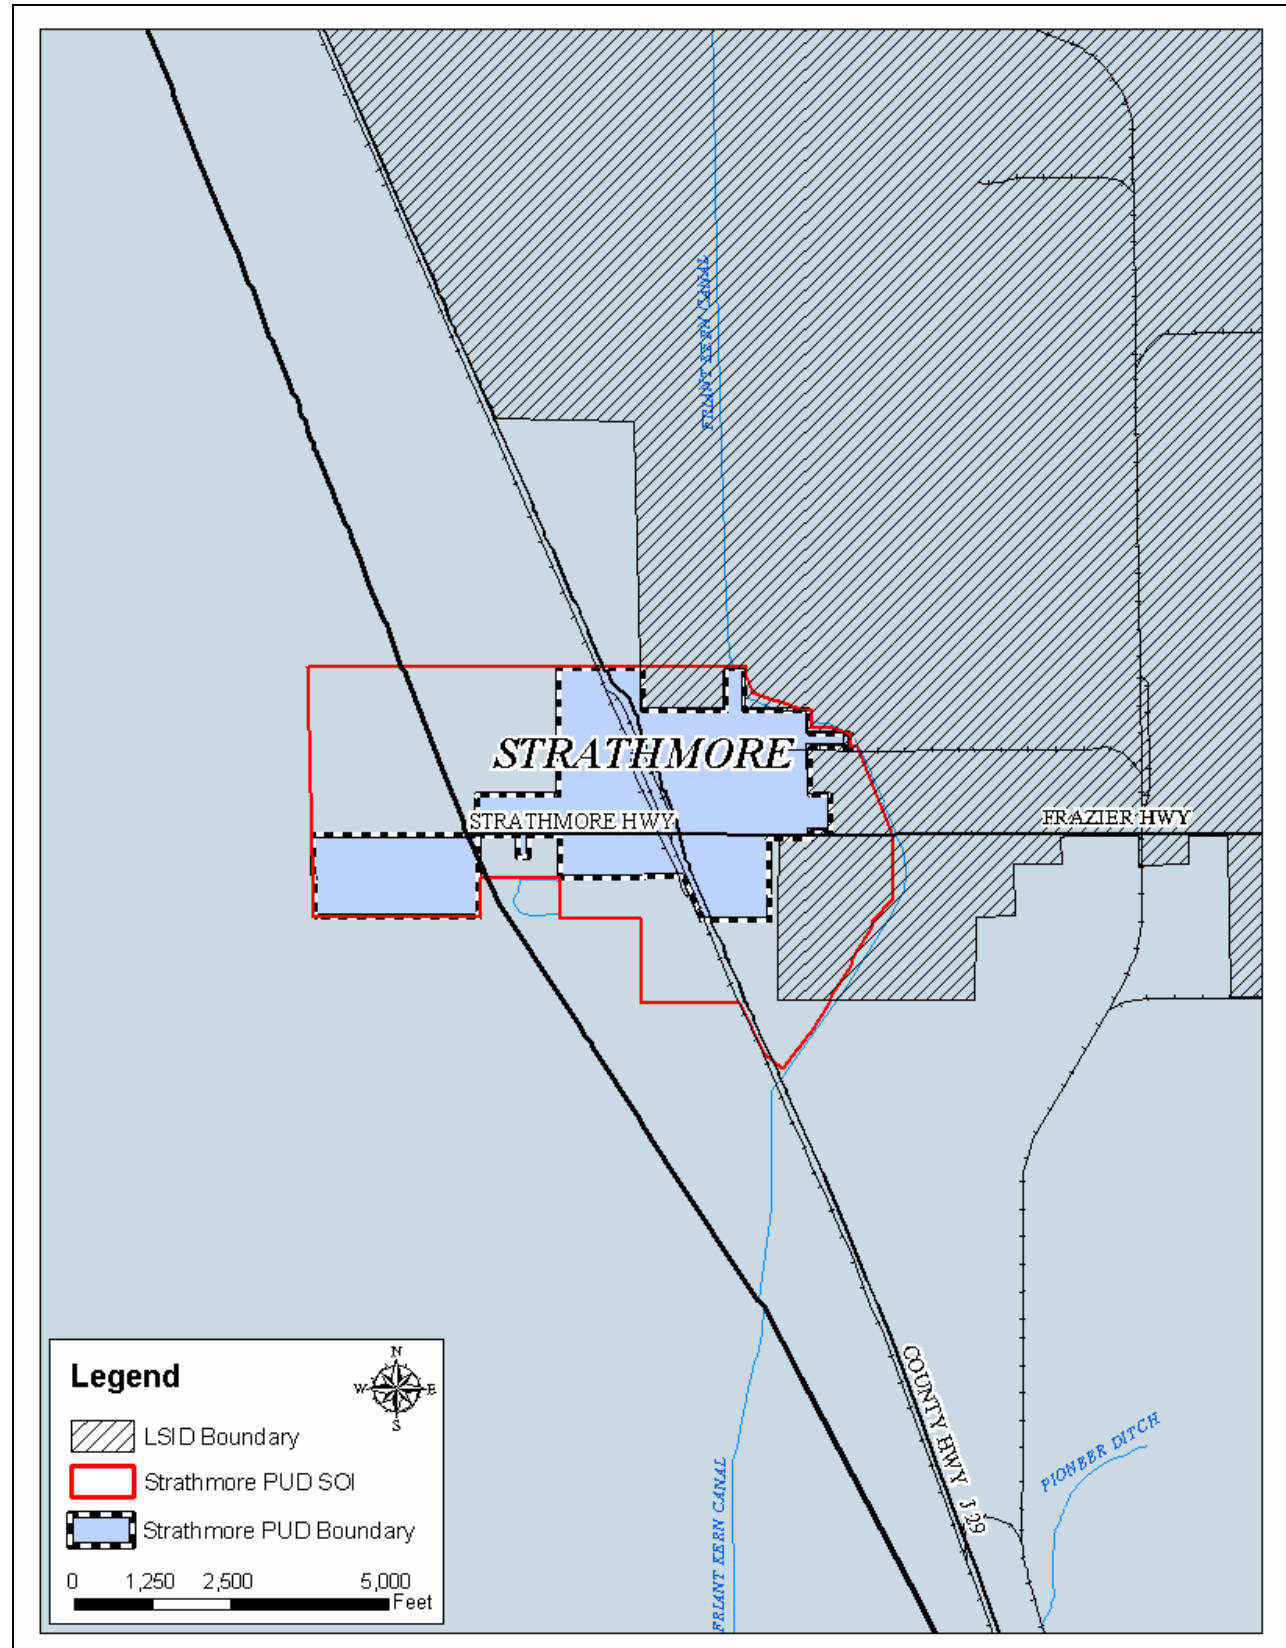 FRIANT KERN CANAL
STRATHMORE
STRATHMORE HWY
FRAZIER HWY
COUNTY HWY J 29
PIONEER DITCH
FRIANT KERN CANAL
Legend
N
W E
S
LSID Boundary
Strathmore PUD SOI
Strathmore PUD Boundary
0 1,250 2,500 5,000
Feet